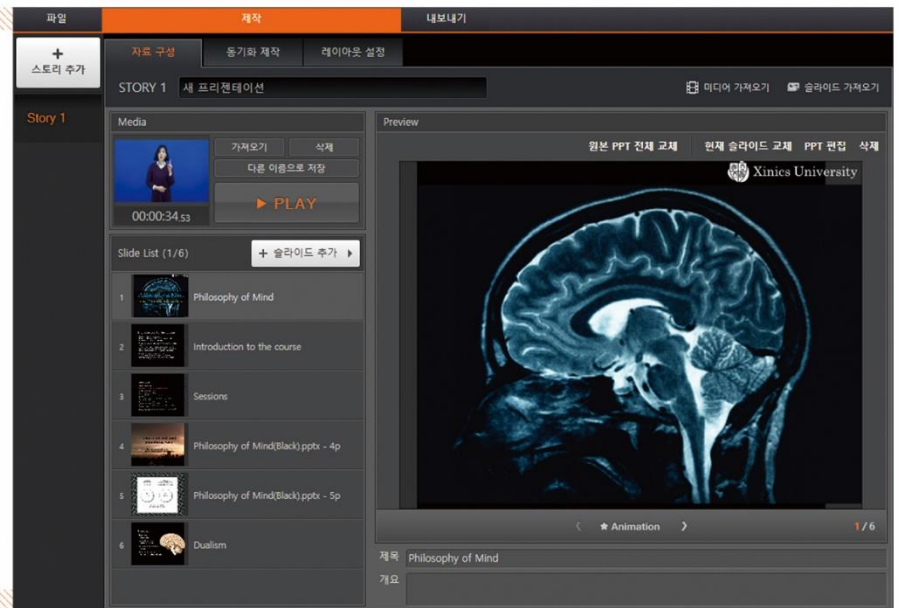 파일
제작
내보내기
+
스토리 추가
자료 구성
동기화 제작
레이아웃 설정
STORY 1
새 프리젠테이션
미디어 가져오기
슬라이드 가져오기
Story 1
Media
가져오기
삭제
다른 이름으로 저장
PLAY
00:00:34.53
Slide List (1/6)
+ 슬라이드 추가
1 Philosophy of Mind
2 Introduction to the course
3 Sessions
4 Philosophy of Mind(Black).pptx - 4p
5 Philosophy of Mind(Black).pptx - 5p
6 Dualism
Preview
원본 PPT 전체 교체
현재 슬라이드 교체
PPT 편집
삭제
Xinics University
Animation
1/6
제목
Philosophy of Mind
개요